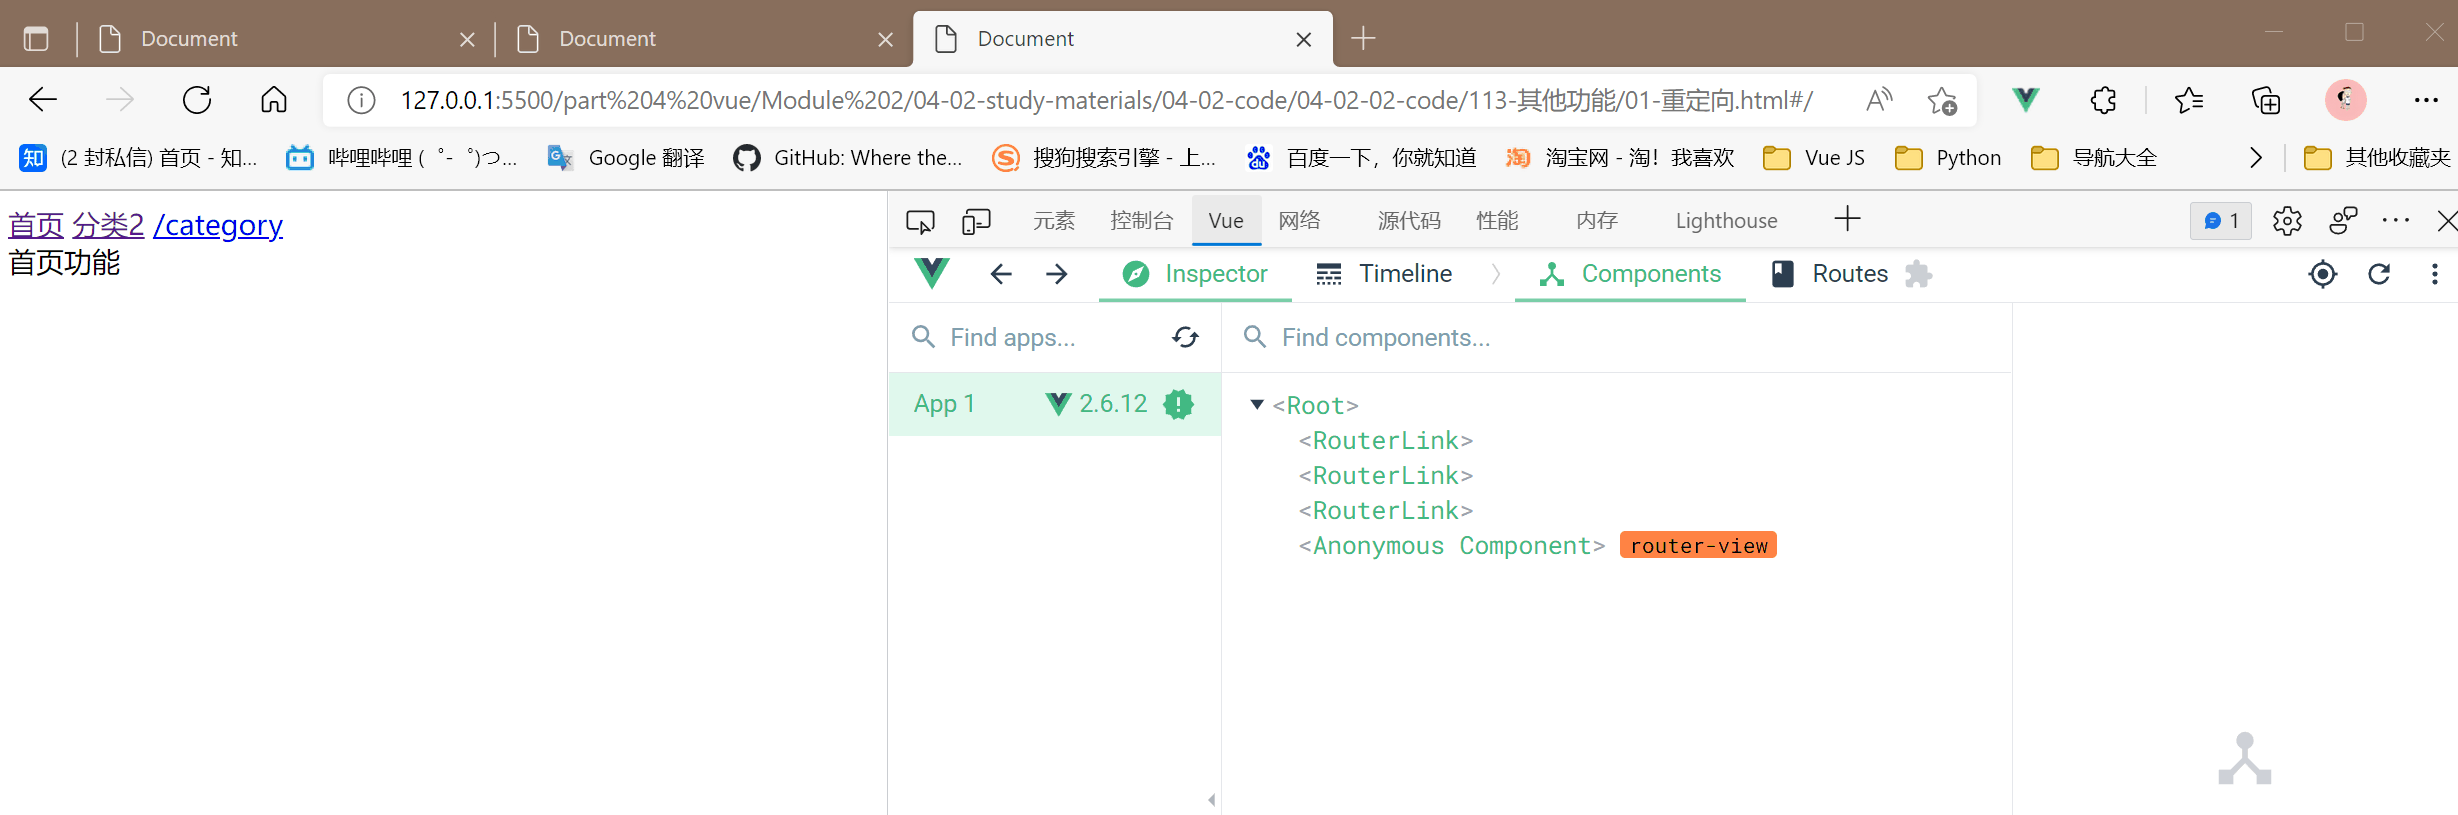 Document
Document
Document
127.0.0.1:5500/part%204%20vue/Module%202/04-02-study-materials/04-02-code/04-02-02-code/113-其他功能/01-重定向.html#/
知 (2 封私信) 首页 - 知... 哔哩哔哩 ( ゜- ゜)つ... Google 翻译 GitHub: Where the... 搜狗搜索引擎 - 上... 百度一下，你就知道 淘宝网 - 淘！我喜欢 Vue JS Python 导航大全 其他收藏夹
首页 分类2 /category
首页功能
元素 控制台 Vue 网络 源代码 性能 内存 Lighthouse 1
Inspector Timeline Components Routes
Find apps... Find components...
App 1 2.6.12
<Root>
<RouterLink>
<RouterLink>
<RouterLink>
<Anonymous Component> router-view